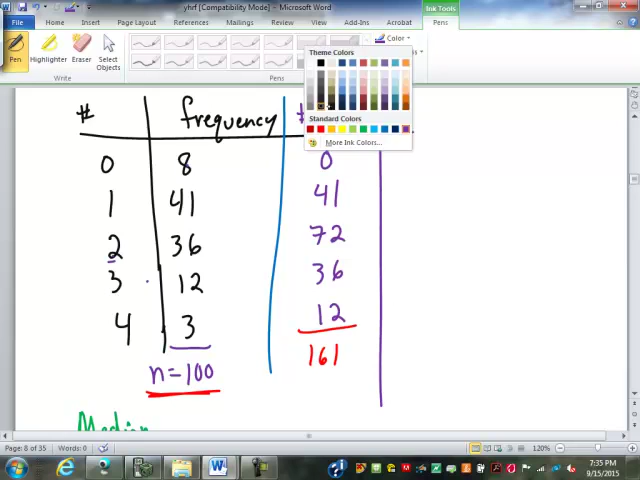 yhrf [Compatibility Mode] - Microsoft Word
Ink Tools
File Home Insert Page Layout References Mailings Review View Add-Ins Acrobat Pens
Color
Pen Highlighter Eraser Select Objects
Write
Pens
Theme Colors
Standard Colors
More Ink Colors...
# frequency #
0 8 0
1 41 41
2 36 72
3 12 36
4 3 12
n=100 161
Median
Page: 8 of 35 Words: 0 120%
7:35 PM
9/15/2015